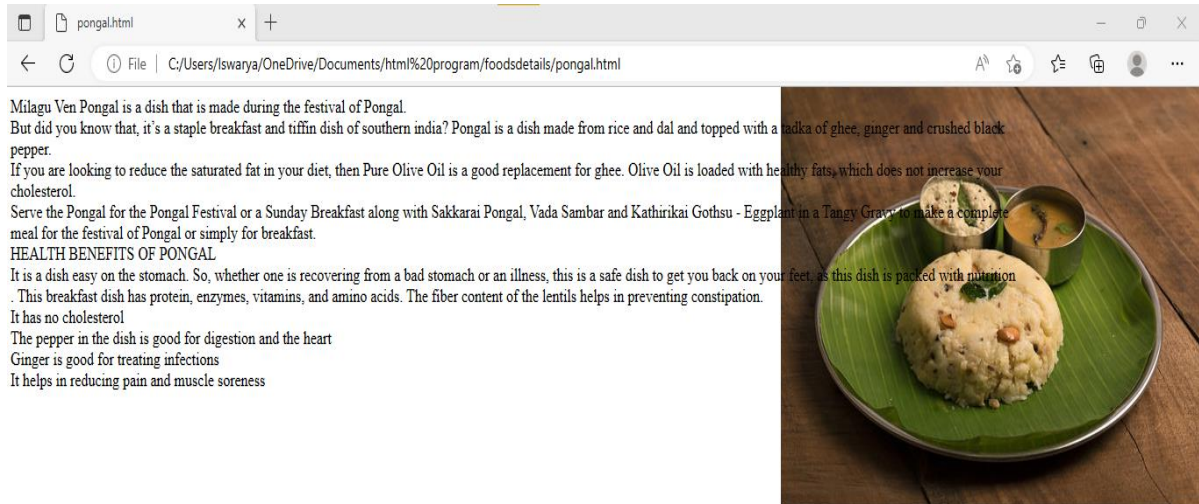 pongal.html
File | C:/Users/Iswarya/OneDrive/Documents/html%20program/foodsdetails/pongal.html
Milagu Ven Pongal is a dish that is made during the festival of Pongal.
But did you know that, it’s a staple breakfast and tiffin dish of southern india? Pongal is a dish made from rice and dal and topped with a tadka of ghee, ginger and crushed black
pepper.
If you are looking to reduce the saturated fat in your diet, then Pure Olive Oil is a good replacement for ghee. Olive Oil is loaded with healthy fats, which does not increase your
cholesterol.
Serve the Pongal for the Pongal Festival or a Sunday Breakfast along with Sakkarai Pongal, Vada Sambar and Kathirikai Gothsu - Eggplant in a Tangy Gravy to make a complete
meal for the festival of Pongal or simply for breakfast.
HEALTH BENEFITS OF PONGAL
It is a dish easy on the stomach. So, whether one is recovering from a bad stomach or an illness, this is a safe dish to get you back on your feet, as this dish is packed with nutrition
. This breakfast dish has protein, enzymes, vitamins, and amino acids. The fiber content of the lentils helps in preventing constipation.
It has no cholesterol
The pepper in the dish is good for digestion and the heart
Ginger is good for treating infections
It helps in reducing pain and muscle soreness